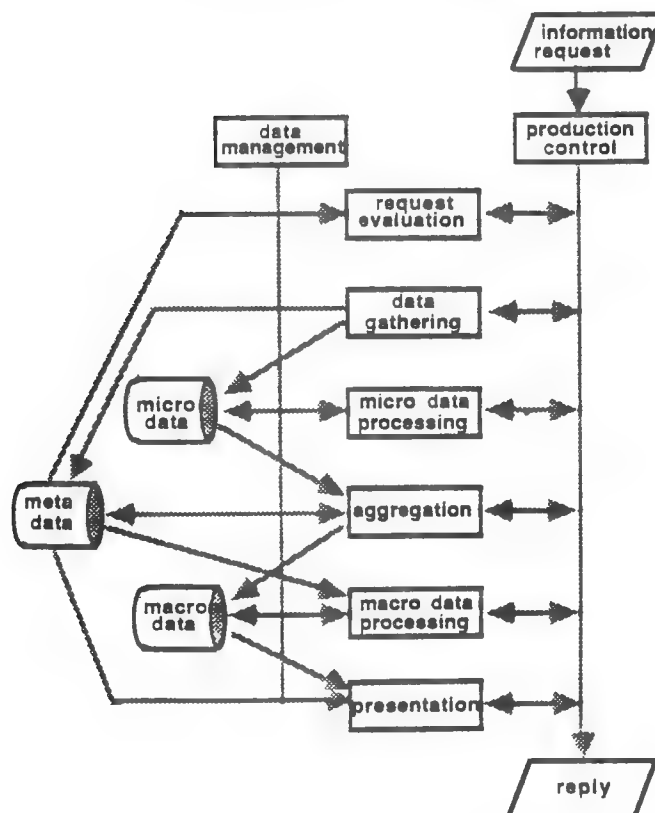 information
request
data
management
production
control
request
evaluation
data
gathering
micro
data
micro data
processing
meta
data
aggregation
macro
data
macro data
processing
presentation
reply